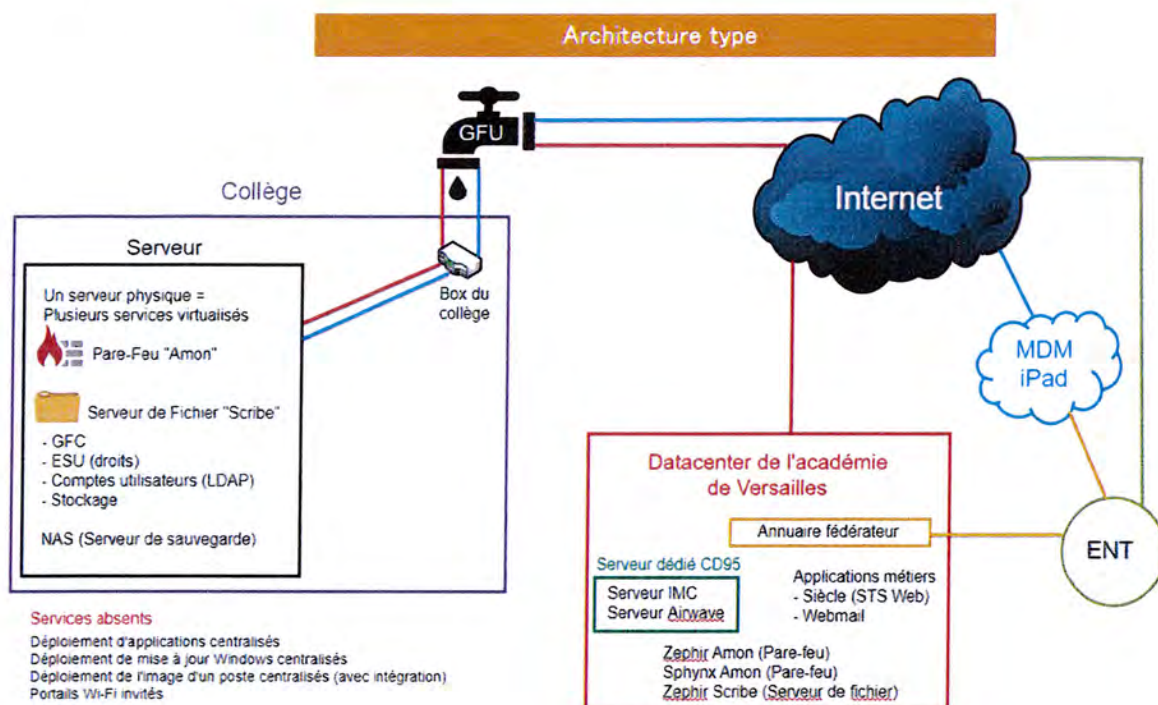 Architecture type
GFU
Internet
Collège
Serveur
Un serveur physique =
Plusieurs services virtualisés
Pare-Feu "Amon"
Serveur de Fichier "Scribe"
- GFC
- ESU (droits)
- Comptes utilisateurs (LDAP)
- Stockage
NAS (Serveur de sauvegarde)
Box du
collège
MDM
iPad
Datacenter de l'académie
de Versailles
Annuaire fédérateur
ENT
Serveur dédié CD95
Serveur IMC
Serveur Airwave
Applications métiers
- Siècle (STS Web)
- Webmail
Zephir Amon (Pare-feu)
Sphynx Amon (Pare-feu)
Zephir Scribe (Serveur de fichier)
Services absents
Déploiement d'applications centralisés
Déploiement de mise à jour Windows centralisés
Déploiement de l'image d'un poste centralisés (avec intégration)
Portails Wi-Fi invités